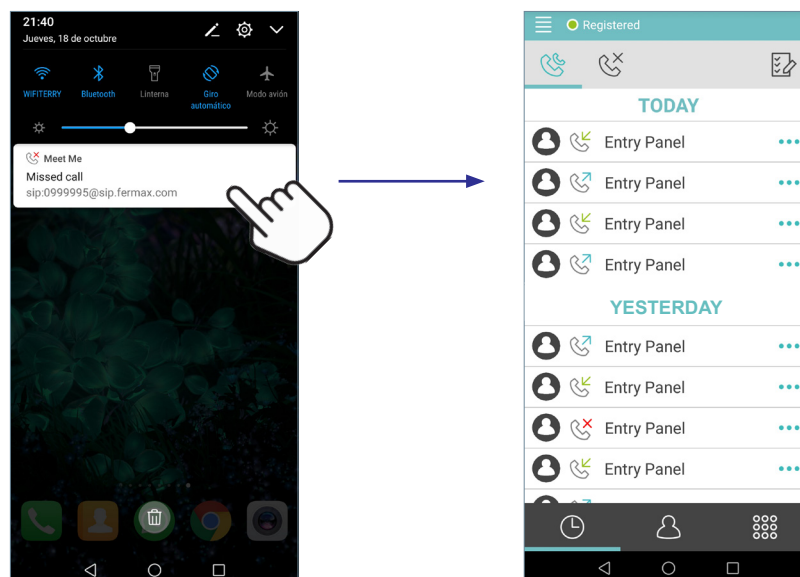 21:40
Jueves, 18 de octubre
WIFITERRY
Bluetooth
Linterna
Giro
automático
Modo avión
Meet Me
Missed call
sip:0999995@sip.fermax.com
Registered
TODAY
Entry Panel
Entry Panel
Entry Panel
Entry Panel
YESTERDAY
Entry Panel
Entry Panel
Entry Panel
Entry Panel